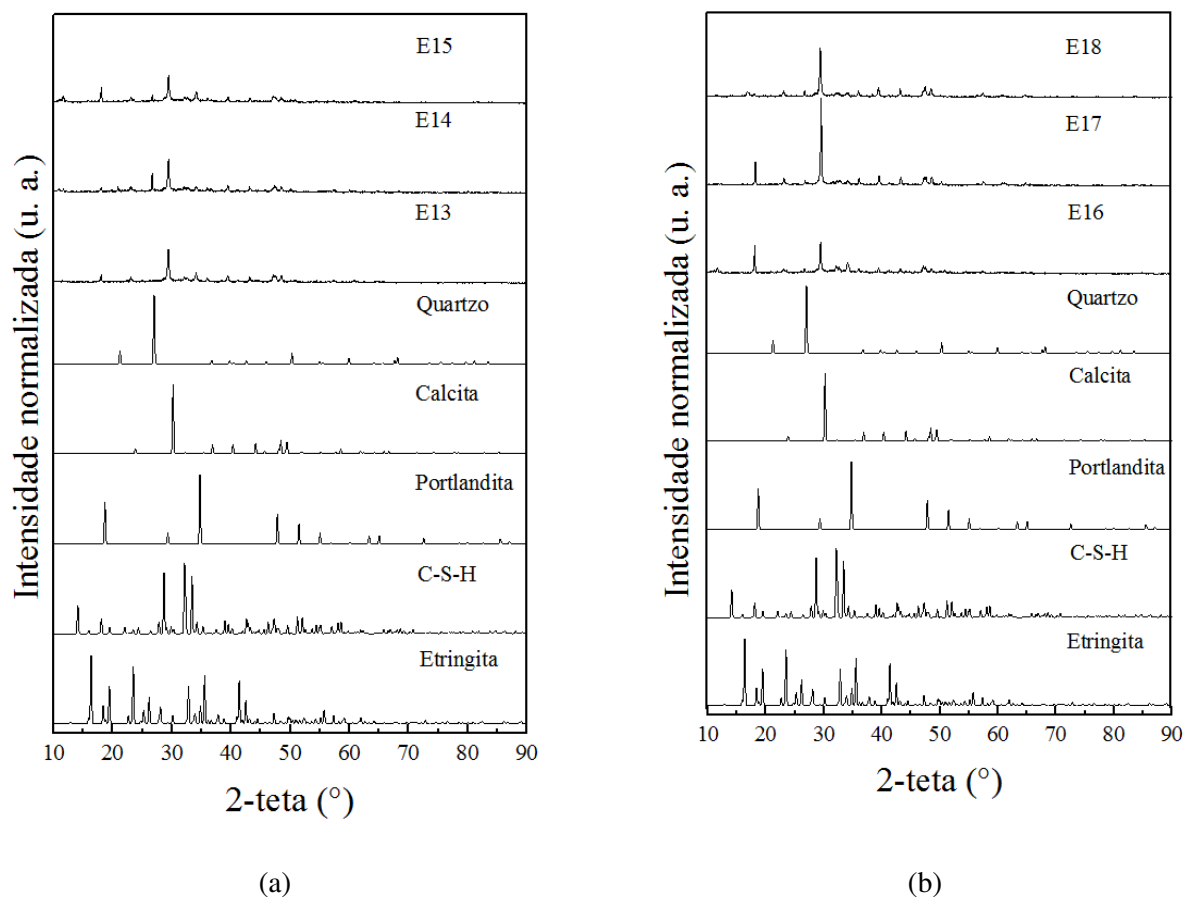 Intensidade normalizada (u. a.)
E15
E14
E13
Quartzo
Calcita
Portlandita
C-S-H
Etringita
10 20 30 40 50 60 70 80 90
2-teta (°)
(a)
Intensidade normalizada (u. a.)
E18
E17
E16
Quartzo
Calcita
Portlandita
C-S-H
Etringita
10 20 30 40 50 60 70 80 90
2-teta (°)
(b)